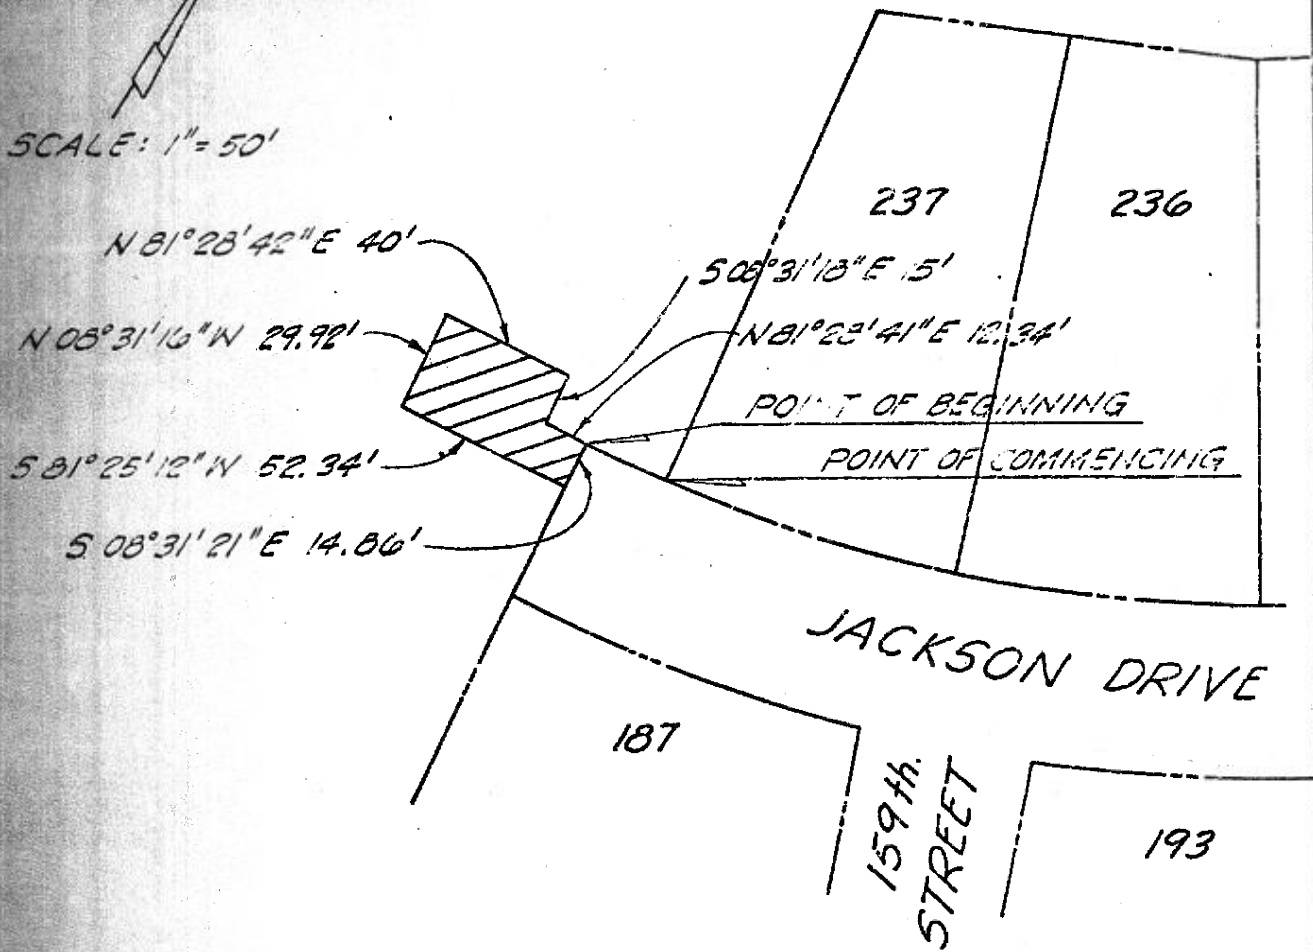 SCALE: 1"= 50'
237
236
N 81°28'42"E 40'
S 08°31'18"E 15'
N 08°31'16"W 29.92'
N 81°28'41"E 12.34'
POINT OF BEGINNING
S 81°25'12"W 52.34'
POINT OF COMMENCING
S 08°31'21"E 14.86'
JACKSON DRIVE
187
159th.
STREET
193